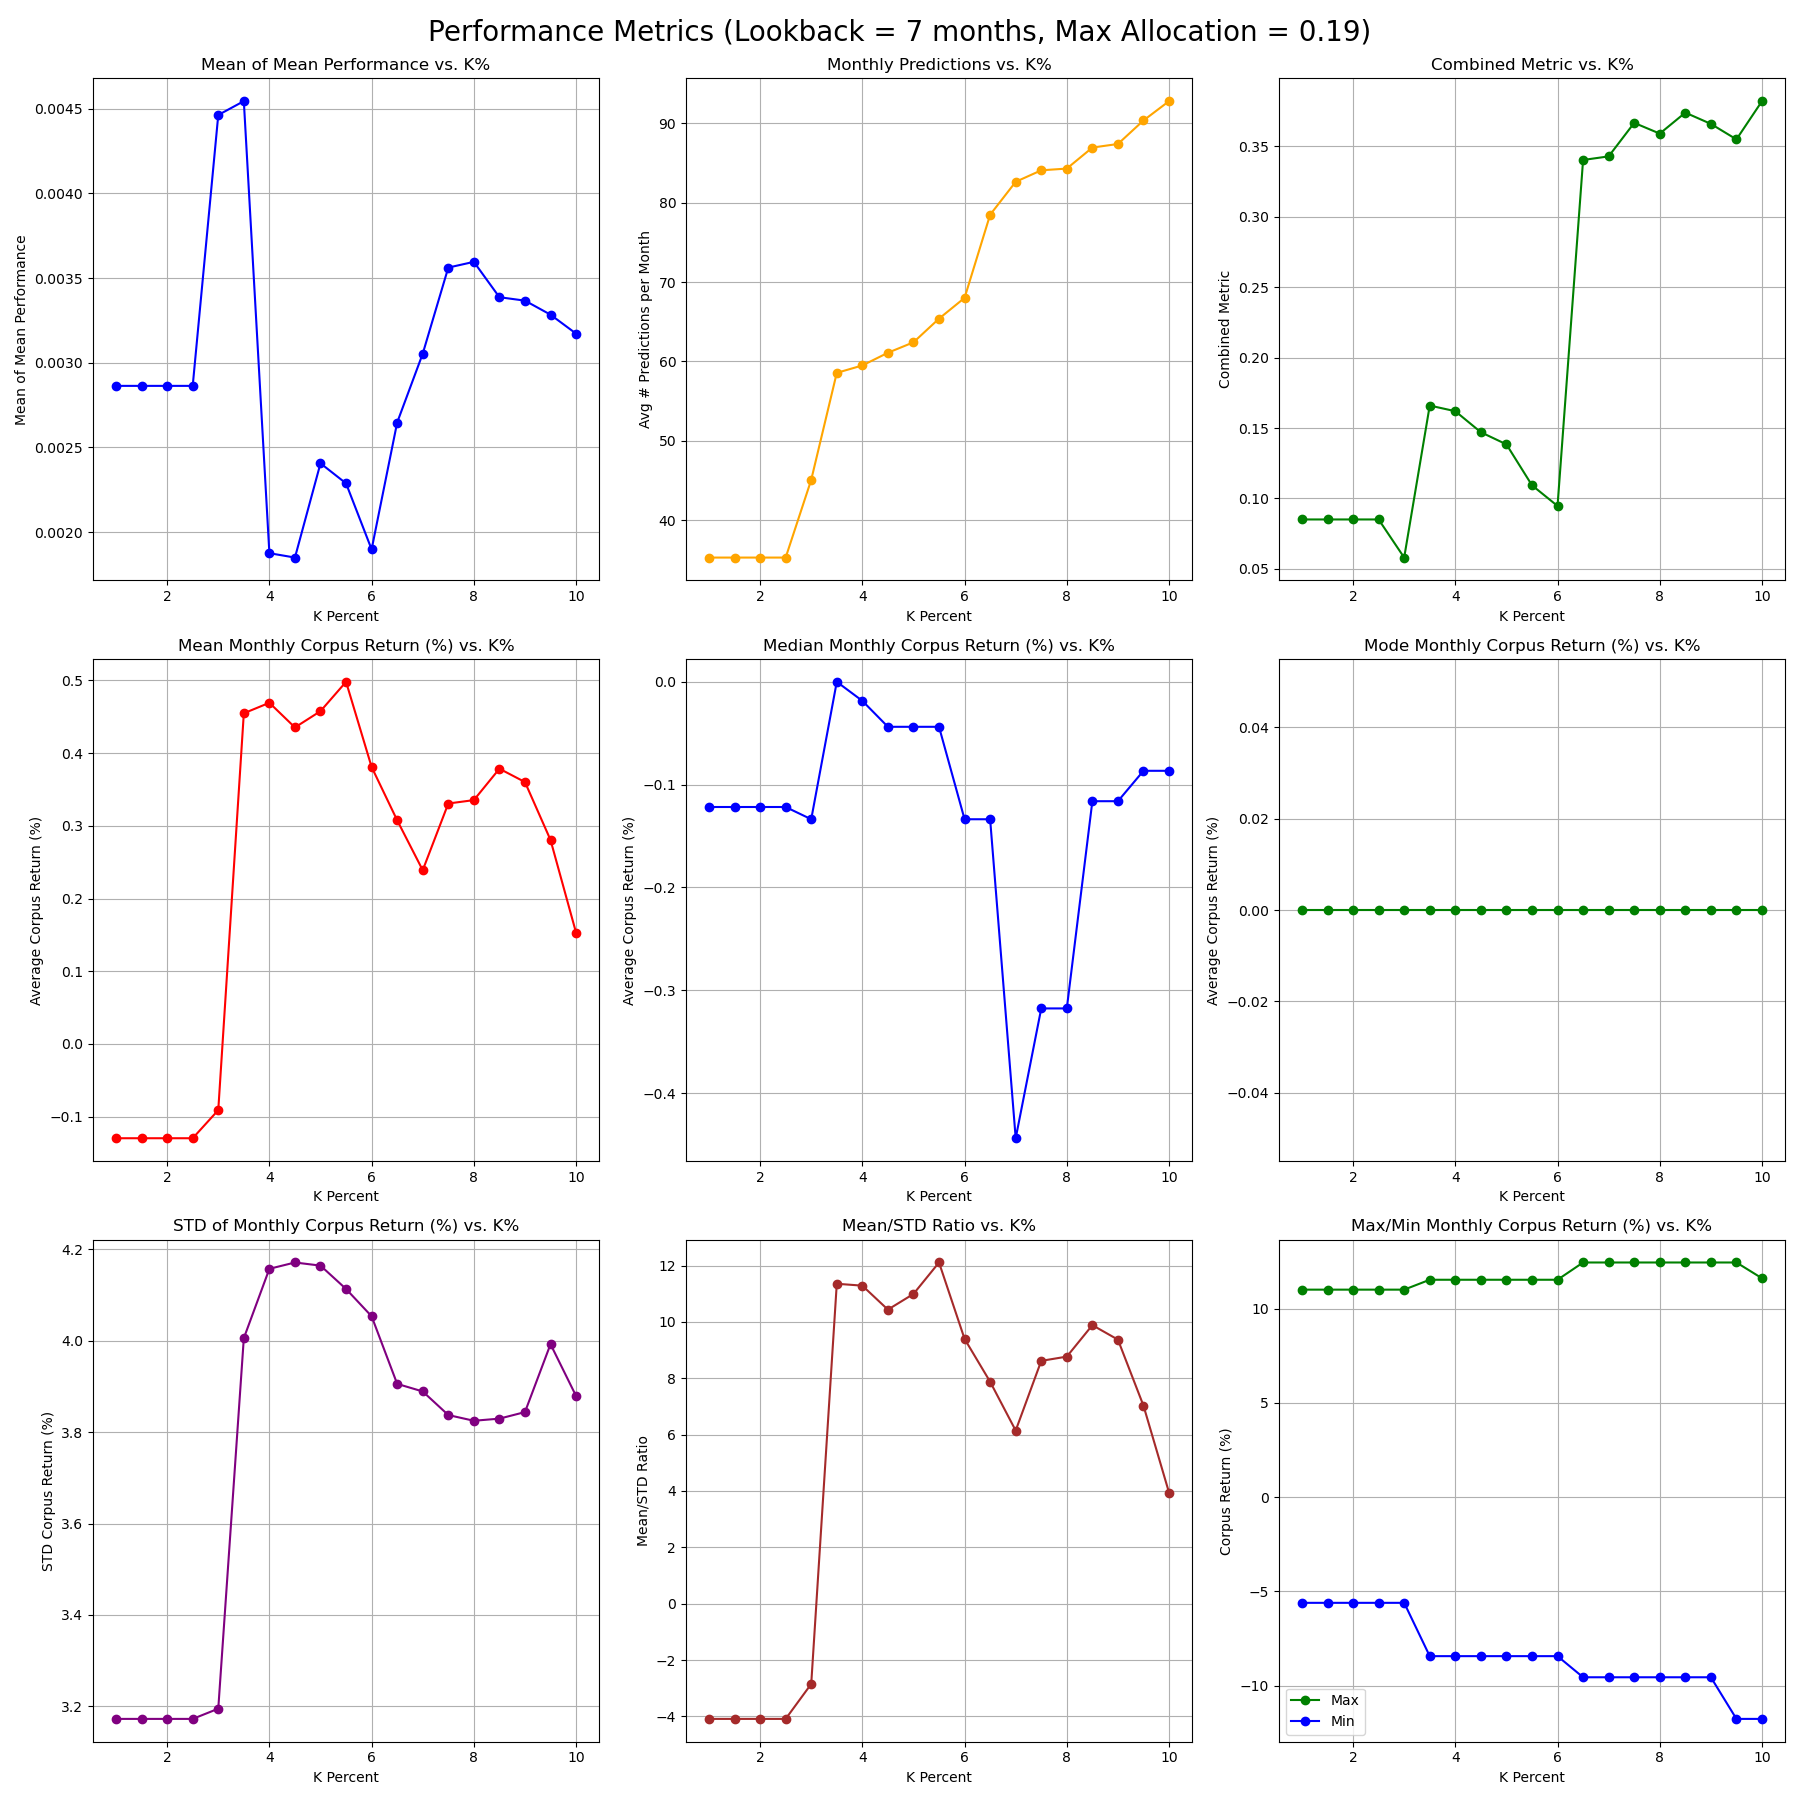 Performance Metrics (Lookback = 7 months, Max Allocation = 0.19)
Mean of Mean Performance vs. K%
Mean of Mean Performance
0.0045
0.0040
0.0035
0.0030
0.0025
0.0020
2 4 6 8 10
K Percent
Monthly Predictions vs. K%
Avg # Predictions per Month
90
80
70
60
50
40
2 4 6 8 10
K Percent
Combined Metric vs. K%
Combined Metric
0.35
0.30
0.25
0.20
0.15
0.10
0.05
2 4 6 8 10
K Percent
Mean Monthly Corpus Return (%) vs. K%
Average Corpus Return (%)
0.5
0.4
0.3
0.2
0.1
0.0
−0.1
2 4 6 8 10
K Percent
Median Monthly Corpus Return (%) vs. K%
Average Corpus Return (%)
0.0
−0.1
−0.2
−0.3
−0.4
2 4 6 8 10
K Percent
Mode Monthly Corpus Return (%) vs. K%
Average Corpus Return (%)
0.04
0.02
0.00
−0.02
−0.04
2 4 6 8 10
K Percent
STD of Monthly Corpus Return (%) vs. K%
STD Corpus Return (%)
4.2
4.0
3.8
3.6
3.4
3.2
2 4 6 8 10
K Percent
Mean/STD Ratio vs. K%
Mean/STD Ratio
12
10
8
6
4
2
0
−2
−4
2 4 6 8 10
K Percent
Max/Min Monthly Corpus Return (%) vs. K%
Corpus Return (%)
10
5
0
−5
−10
Max
Min
2 4 6 8 10
K Percent